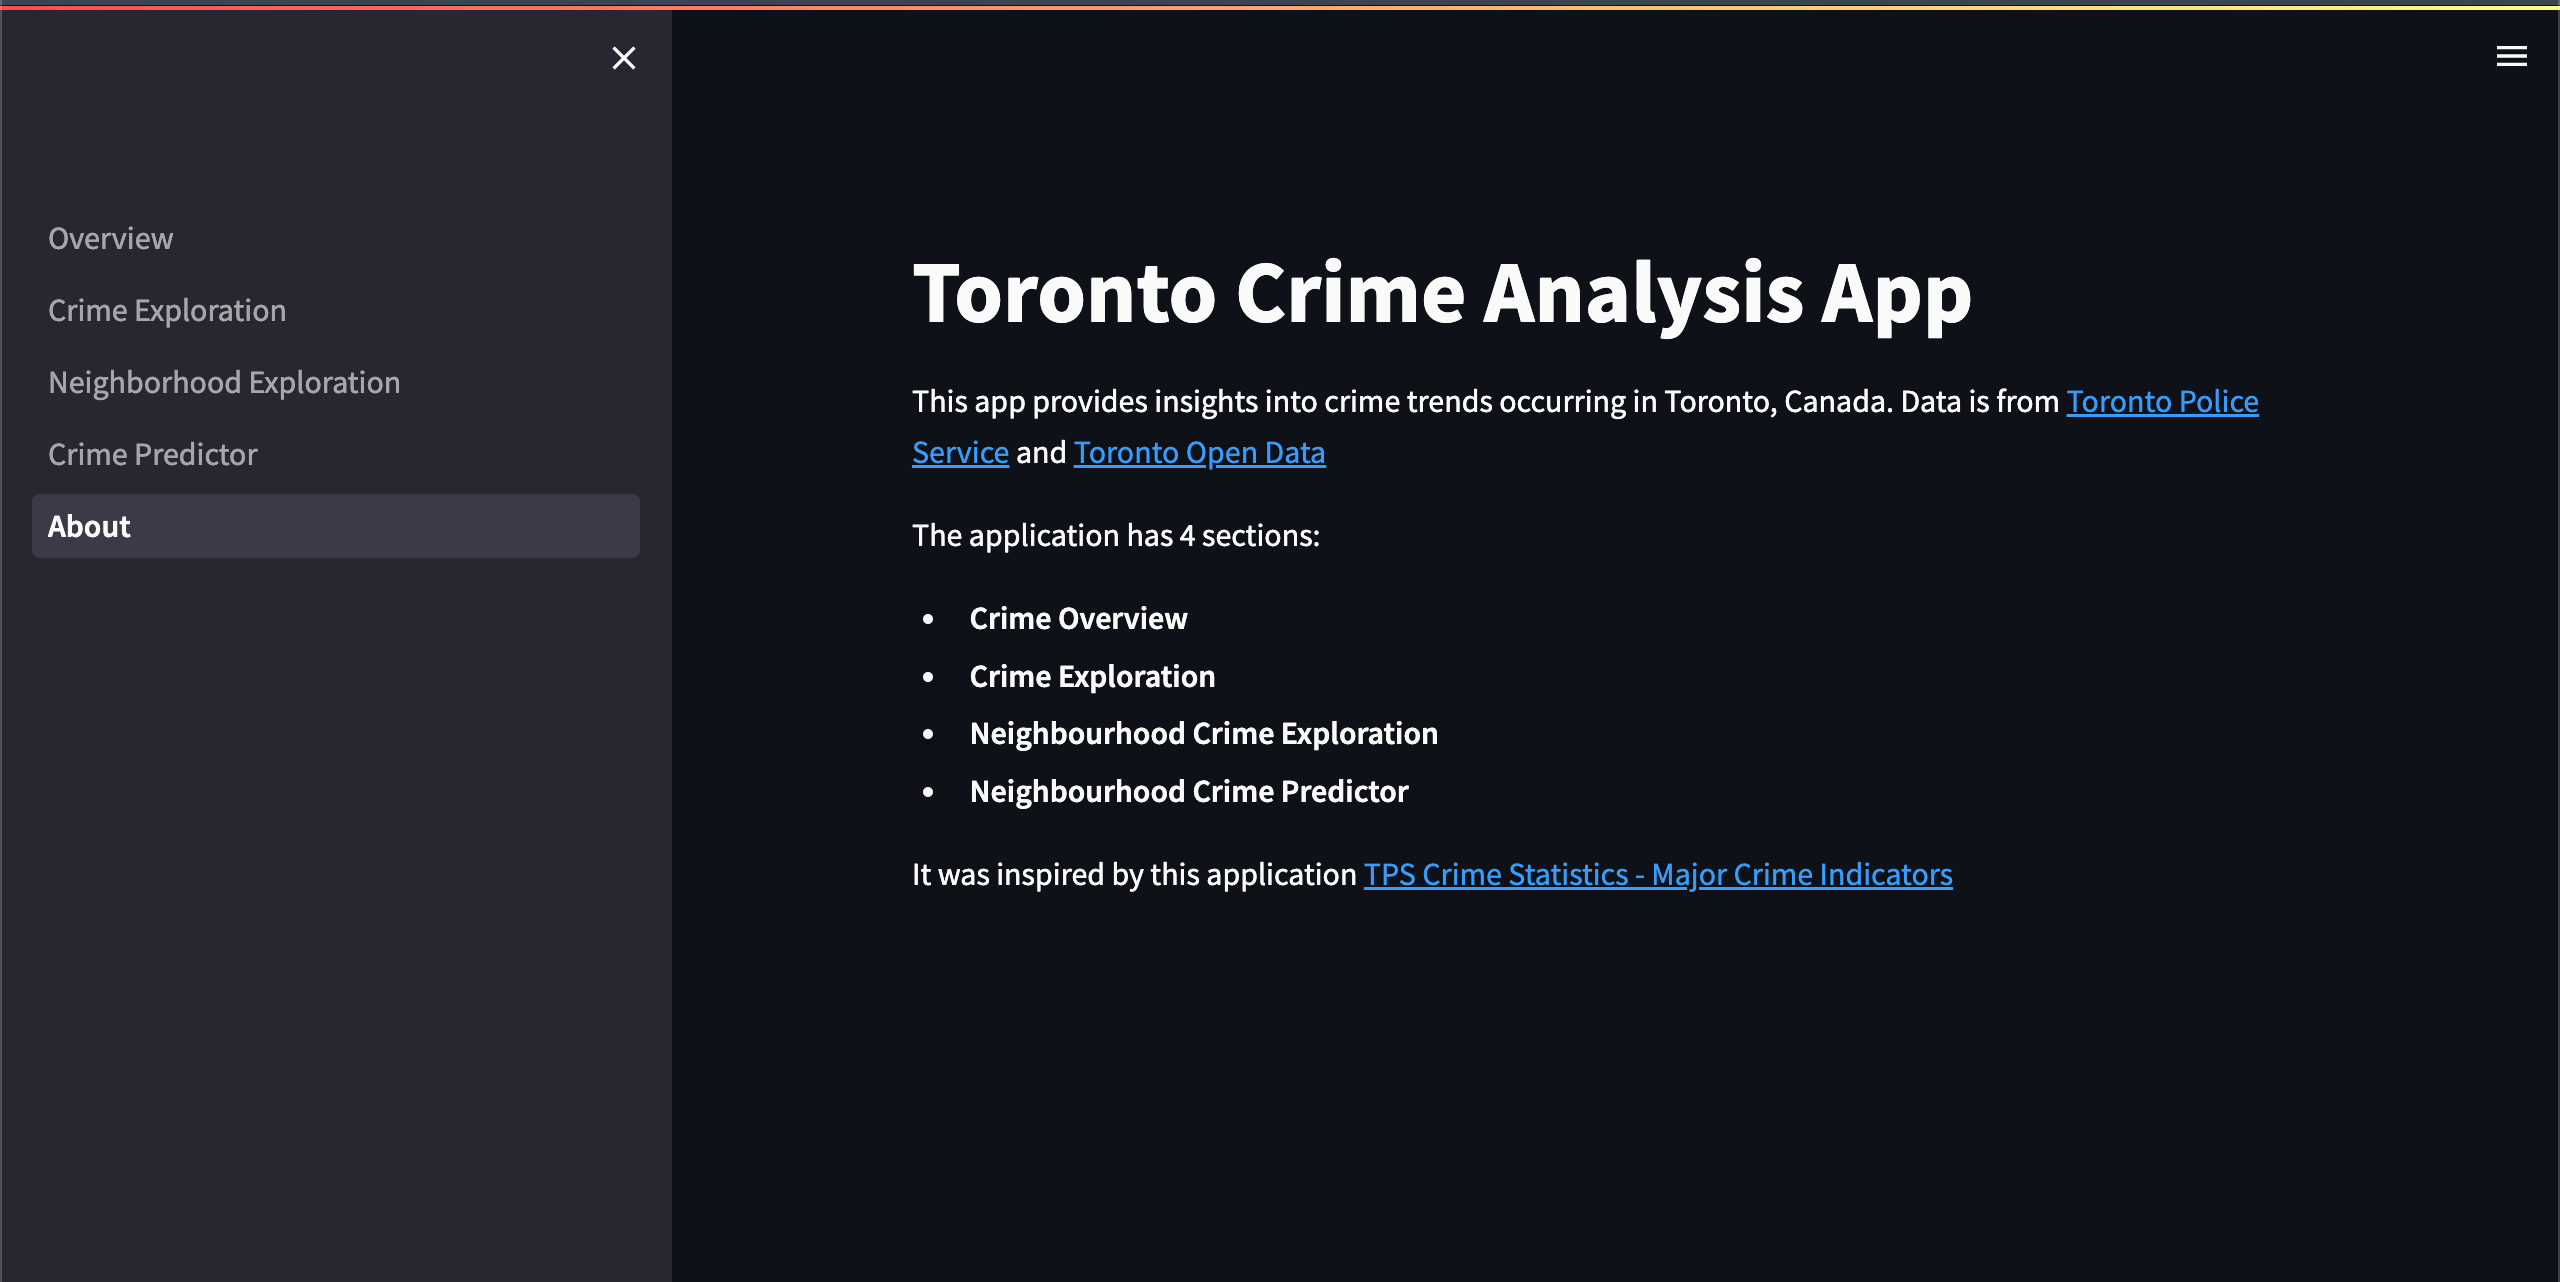 Overview
Crime Exploration
Neighborhood Exploration
Crime Predictor
About
Toronto Crime Analysis App
This app provides insights into crime trends occurring in Toronto, Canada. Data is from Toronto Police
Service and Toronto Open Data
The application has 4 sections:
• Crime Overview
• Crime Exploration
• Neighbourhood Crime Exploration
• Neighbourhood Crime Predictor
It was inspired by this application TPS Crime Statistics - Major Crime Indicators